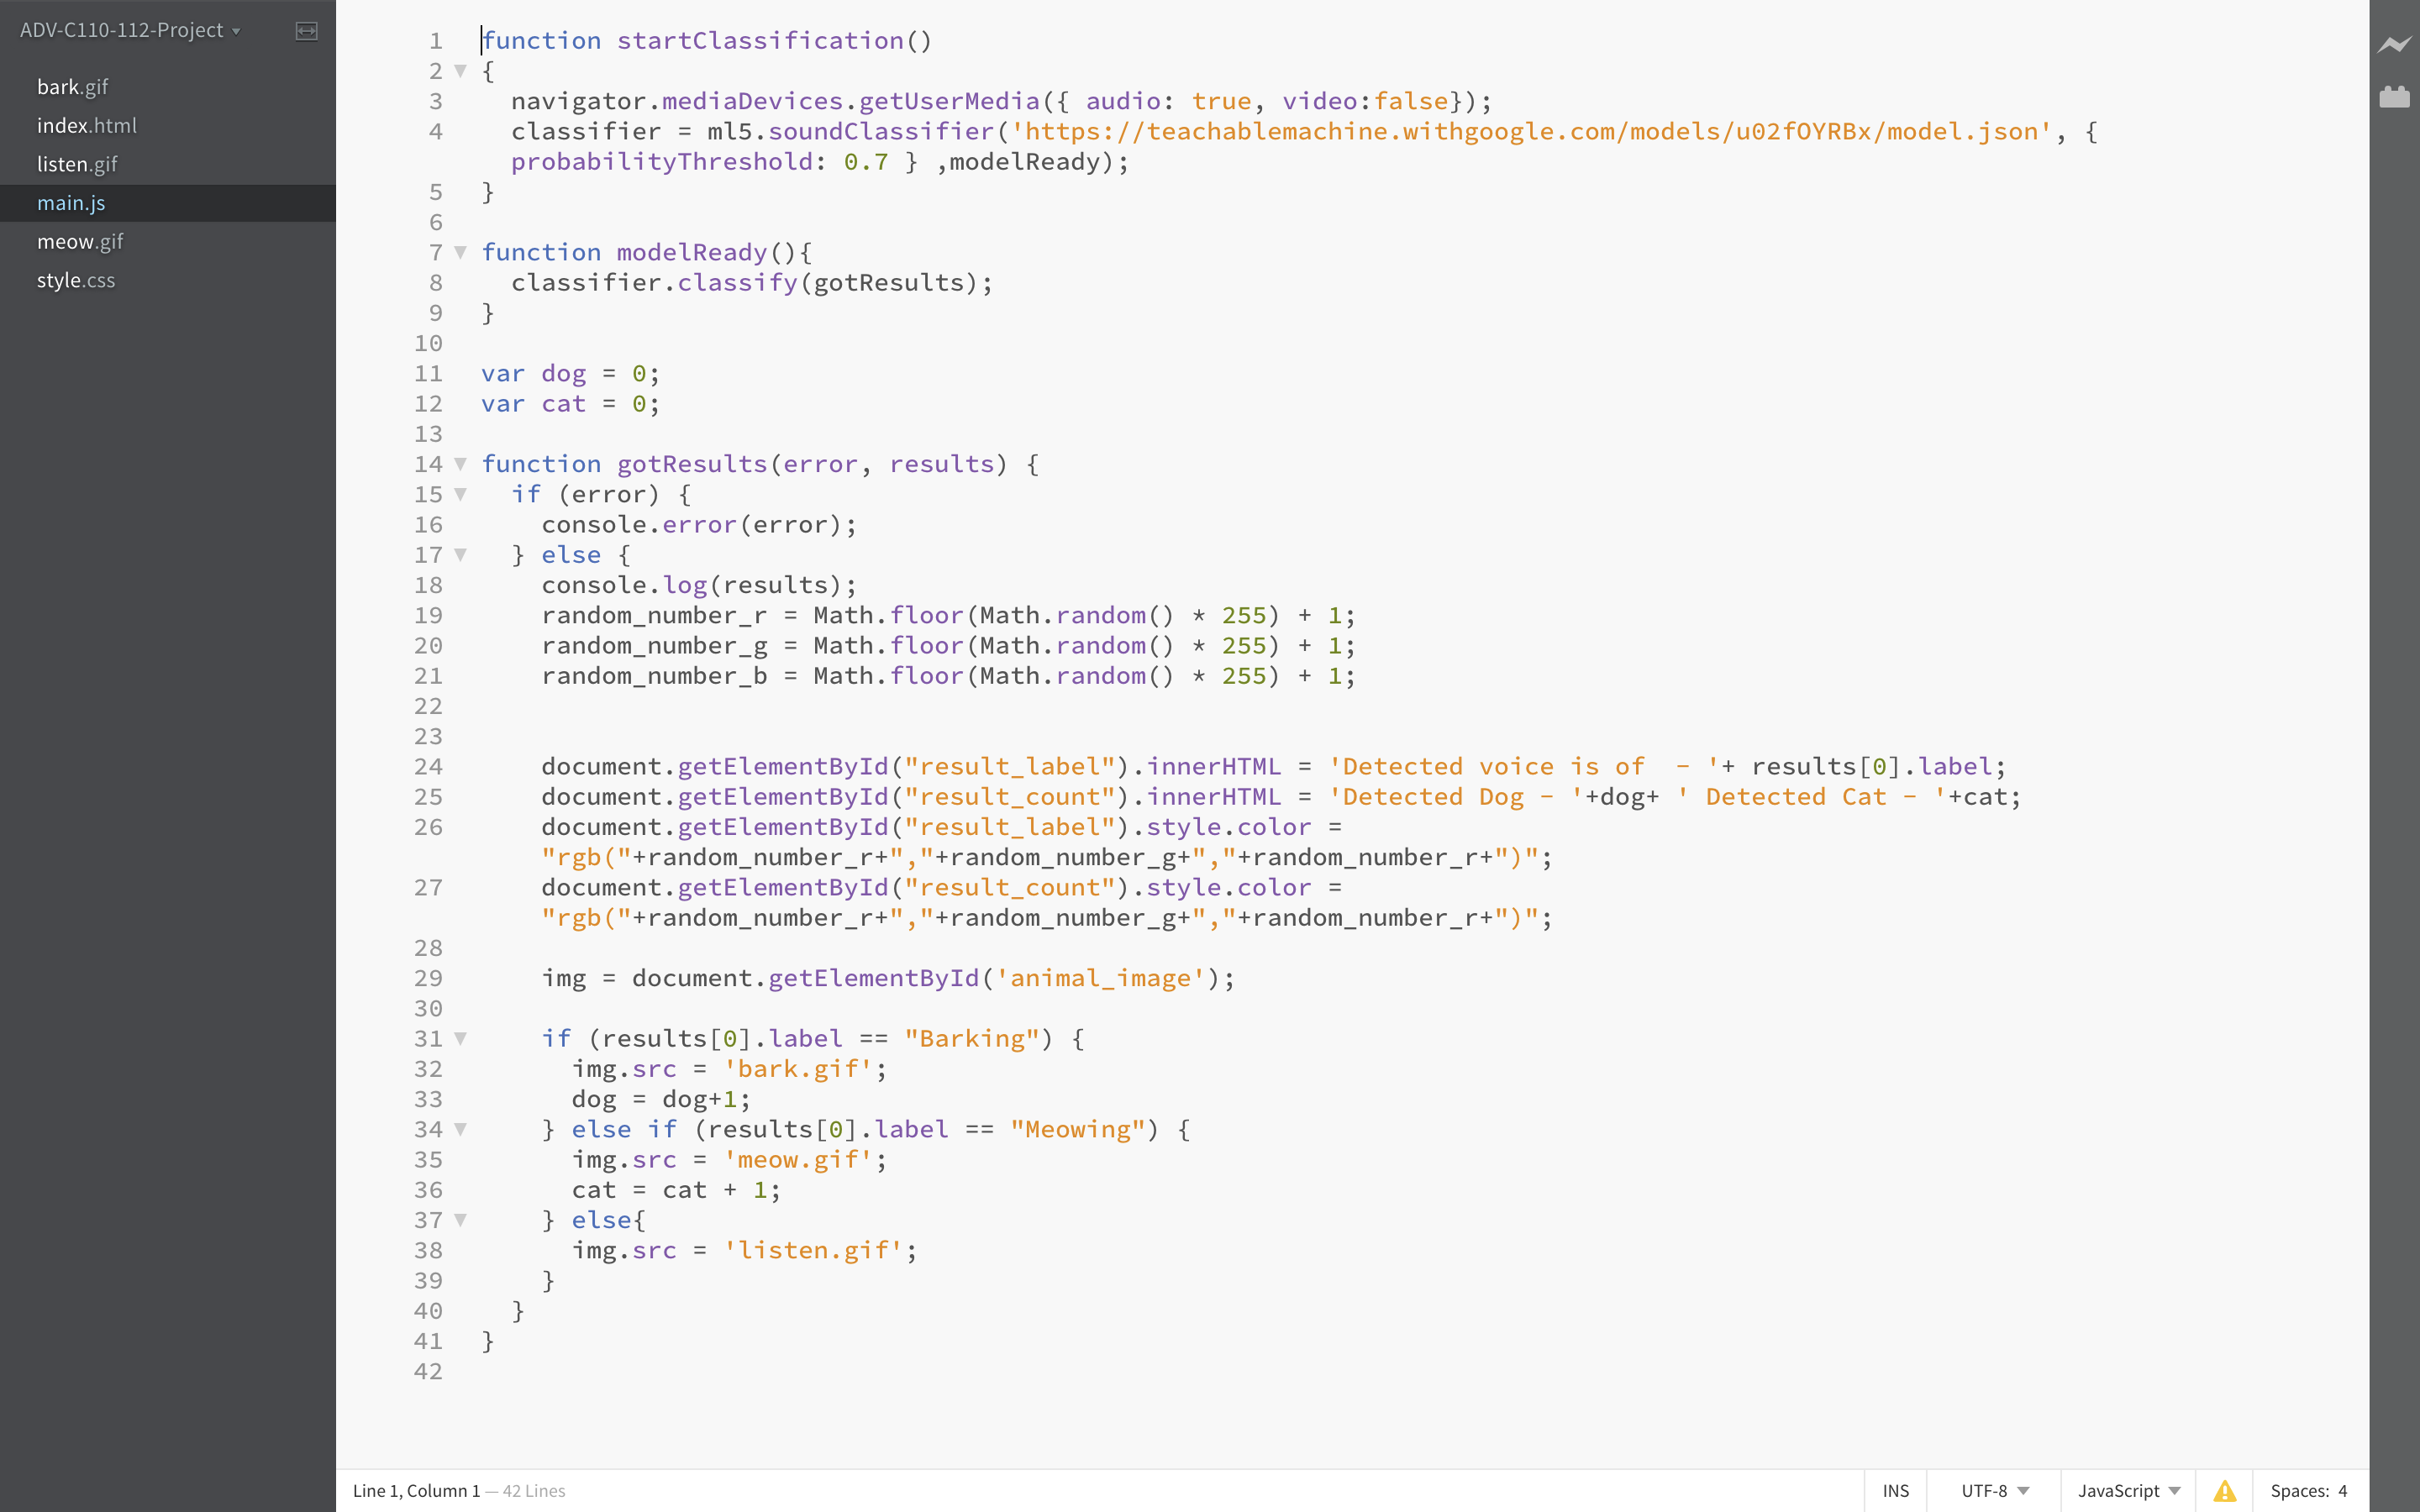 ADV-C110-112-Project
bark.gif
index.html
listen.gif
main.js
meow.gif
style.css
1 function startClassification()
2 {
3   navigator.mediaDevices.getUserMedia({ audio: true, video:false});
4   classifier = ml5.soundClassifier('https://teachablemachine.withgoogle.com/models/u02fOYRBx/model.json', {
  probabilityThreshold: 0.7 } ,modelReady);
5 }
6
7 function modelReady(){
8   classifier.classify(gotResults);
9 }
10
11 var dog = 0;
12 var cat = 0;
13
14 function gotResults(error, results) {
15   if (error) {
16     console.error(error);
17   } else {
18     console.log(results);
19     random_number_r = Math.floor(Math.random() * 255) + 1;
20     random_number_g = Math.floor(Math.random() * 255) + 1;
21     random_number_b = Math.floor(Math.random() * 255) + 1;
22
23
24     document.getElementById("result_label").innerHTML = 'Detected voice is of  - '+ results[0].label;
25     document.getElementById("result_count").innerHTML = 'Detected Dog - '+dog+ ' Detected Cat - '+cat;
26     document.getElementById("result_label").style.color =
    "rgb("+random_number_r+","+random_number_g+","+random_number_r+")";
27     document.getElementById("result_count").style.color =
    "rgb("+random_number_r+","+random_number_g+","+random_number_r+")";
28
29     img = document.getElementById('animal_image');
30
31     if (results[0].label == "Barking") {
32       img.src = 'bark.gif';
33       dog = dog+1;
34     } else if (results[0].label == "Meowing") {
35       img.src = 'meow.gif';
36       cat = cat + 1;
37     } else{
38       img.src = 'listen.gif';
39     }
40   }
41 }
42
Line 1, Column 1 — 42 Lines
INS
UTF-8
JavaScript
Spaces: 4